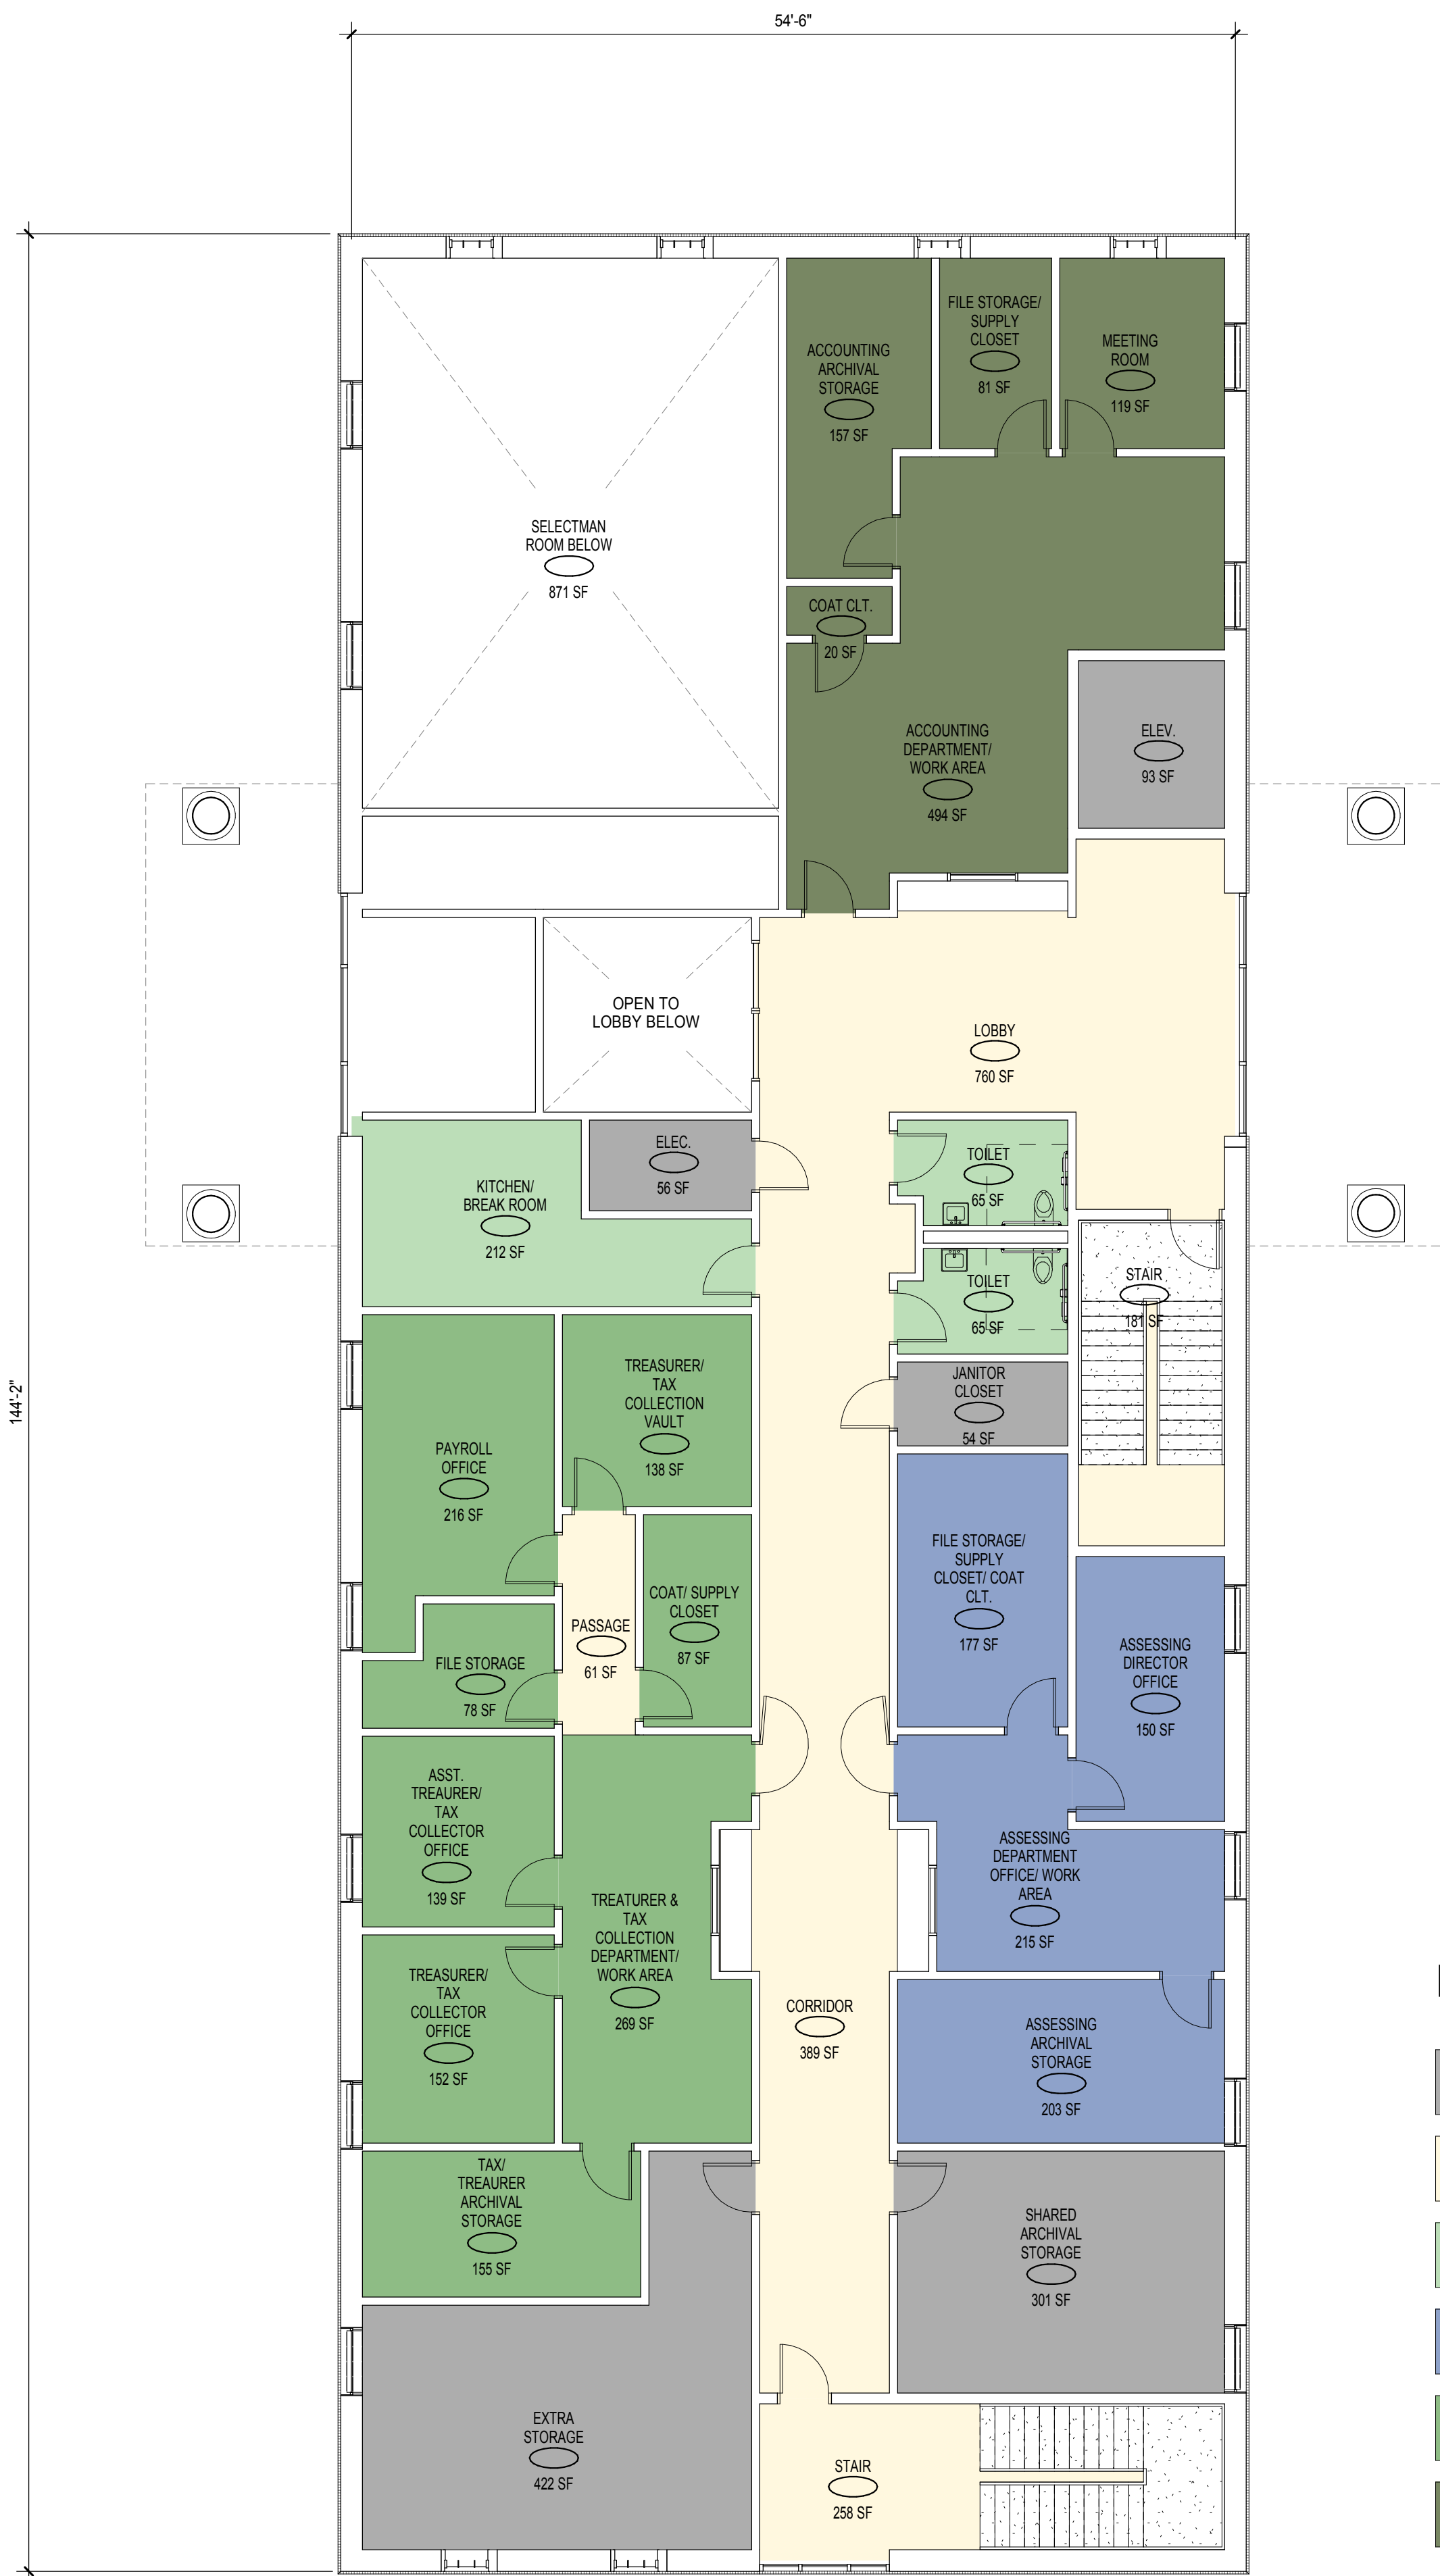 54'-6"
FILE STORAGE/
SUPPLY
CLOSET
81 SF
MEETING
ROOM
119 SF
ACCOUNTING
ARCHIVAL
STORAGE
157 SF
SELECTMAN
ROOM BELOW
871 SF
COAT CLT.
20 SF
ACCOUNTING
DEPARTMENT/
WORK AREA
494 SF
ELEV.
93 SF
OPEN TO
LOBBY BELOW
LOBBY
760 SF
ELEC.
56 SF
KITCHEN/
BREAK ROOM
212 SF
TOILET
65 SF
TOILET
65 SF
STAIR
181 SF
144'-2"
JANITOR
CLOSET
54 SF
TREASURER/
TAX
COLLECTION
VAULT
138 SF
PAYROLL
OFFICE
216 SF
FILE STORAGE/
SUPPLY
CLOSET/ COAT
CLT.
177 SF
COAT/ SUPPLY
CLOSET
87 SF
PASSAGE
61 SF
FILE STORAGE
78 SF
ASSESSING
DIRECTOR
OFFICE
150 SF
ASST.
TREAURER/
TAX
COLLECTOR
OFFICE
139 SF
ASSESSING
DEPARTMENT
OFFICE/ WORK
AREA
215 SF
TREATURER &
TAX
COLLECTION
DEPARTMENT/
WORK AREA
269 SF
TREASURER/
TAX
COLLECTOR
OFFICE
152 SF
CORRIDOR
389 SF
ASSESSING
ARCHIVAL
STORAGE
203 SF
TAX/
TREAURER
ARCHIVAL
STORAGE
155 SF
SHARED
ARCHIVAL
STORAGE
301 SF
EXTRA
STORAGE
422 SF
STAIR
258 SF